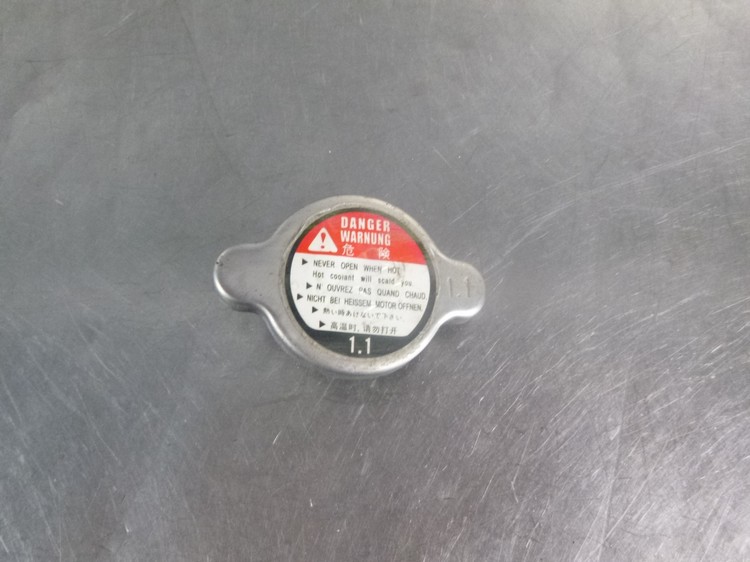 DANGER
WARNUNG
危 険
▶ NEVER OPEN WHEN HOT
Hot coolant will scald you
▶ N'OUVREZ PAS QUAND CHAUD
▶ NICHT BEI HEISSEM MOTOR ÖFFNEN
▶ 熱い時あけないで下さい
▶ 高温时,请勿打开
1.1